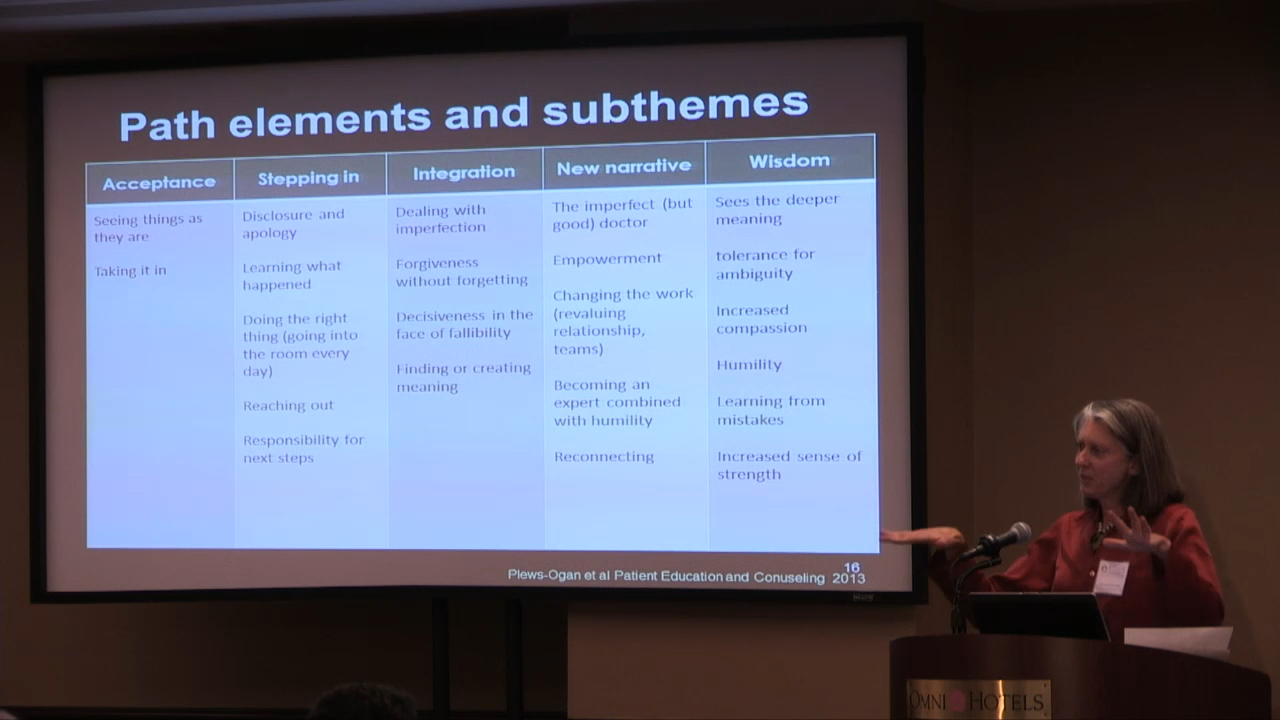 Path elements and subthemes
Acceptance
Stepping in
Integration
New narrative
Wisdom
Seeing things as
they are
Taking it in
Disclosure and
apology
Learning what
happened
Doing the right
thing (going into
the room every
day)
Reaching out
Responsibility for
next steps
Dealing with
imperfection
Forgiveness
without forgetting
Decisiveness in the
face of fallibility
Finding or creating
meaning
The imperfect (but
good) doctor
Empowerment
Changing the work
(revaluing
relationship,
teams)
Becoming an
expert combined
with humility
Reconnecting
Sees the deeper
meaning
tolerance for
ambiguity
Increased
compassion
Humility
Learning from
mistakes
Increased sense of
strength
16
Plews-Ogan et al Patient Education and Conuseling 2013
OMNI HOTELS